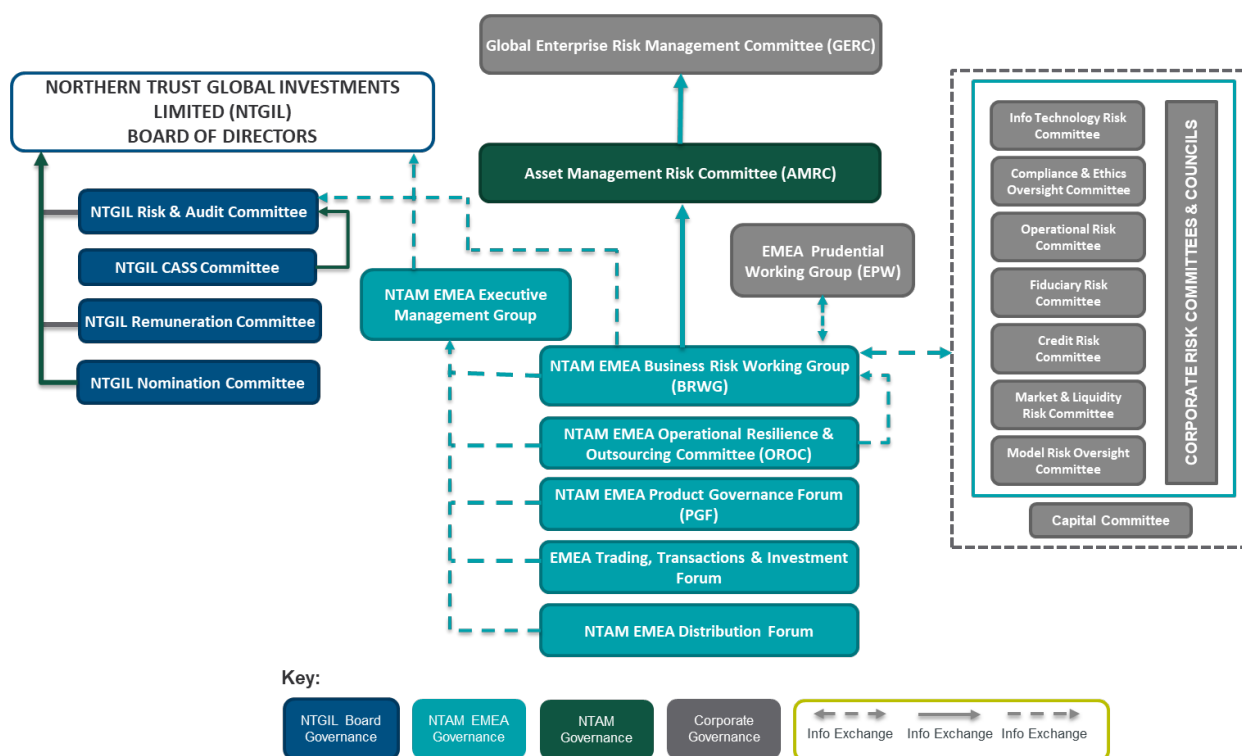 Global Enterprise Risk Management Committee (GERC)
NORTHERN TRUST GLOBAL INVESTMENTS
LIMITED (NTGIL)
BOARD OF DIRECTORS
Asset Management Risk Committee (AMRC)
NTGIL Risk & Audit Committee
NTGIL CASS Committee
NTGIL Remuneration Committee
NTGIL Nomination Committee
NTAM EMEA Executive
Management Group
EMEA Prudential
Working Group (EPW)
NTAM EMEA Business Risk Working Group
(BRWG)
NTAM EMEA Operational Resilience &
Outsourcing Committee (OROC)
NTAM EMEA Product Governance Forum
(PGF)
EMEA Trading, Transactions & Investment
Forum
NTAM EMEA Distribution Forum
Info Technology Risk
Committee
Compliance & Ethics
Oversight Committee
Operational Risk
Committee
Fiduciary Risk
Committee
Credit Risk
Committee
Market & Liquidity
Risk Committee
Model Risk Oversight
Committee
CORPORATE RISK COMMITTEES & COUNCILS
Capital Committee
Key:
NTGIL Board
Governance
NTAM EMEA
Governance
NTAM
Governance
Corporate
Governance
Info Exchange
Info Exchange
Info Exchange